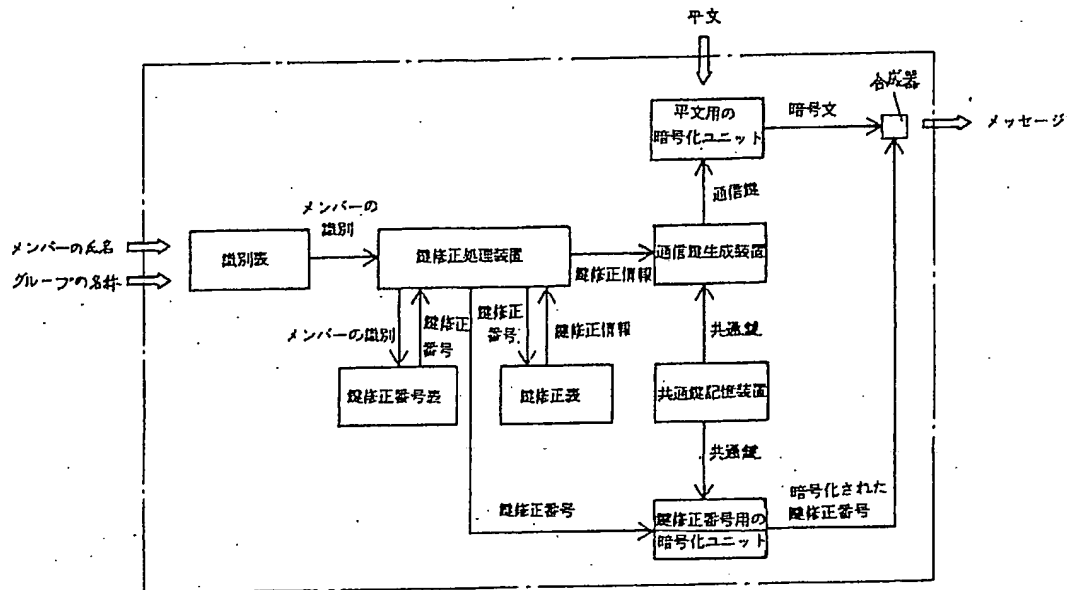 平文
合成器
平文用の
暗号化ユニット
暗号文
メッセージ
通信鍵
メンバーの
識別
メンバーの氏名
グループの名称
識別表
鍵修正処理装置
鍵修正情報
通信鍵生成装置
メンバーの識別
鍵修正
番号
鍵修正
番号
鍵修正情報
共通鍵
鍵修正番号表
鍵修正表
共通鍵記憶装置
共通鍵
鍵修正番号
鍵修正番号用の
暗号化ユニット
暗号化された
鍵修正番号